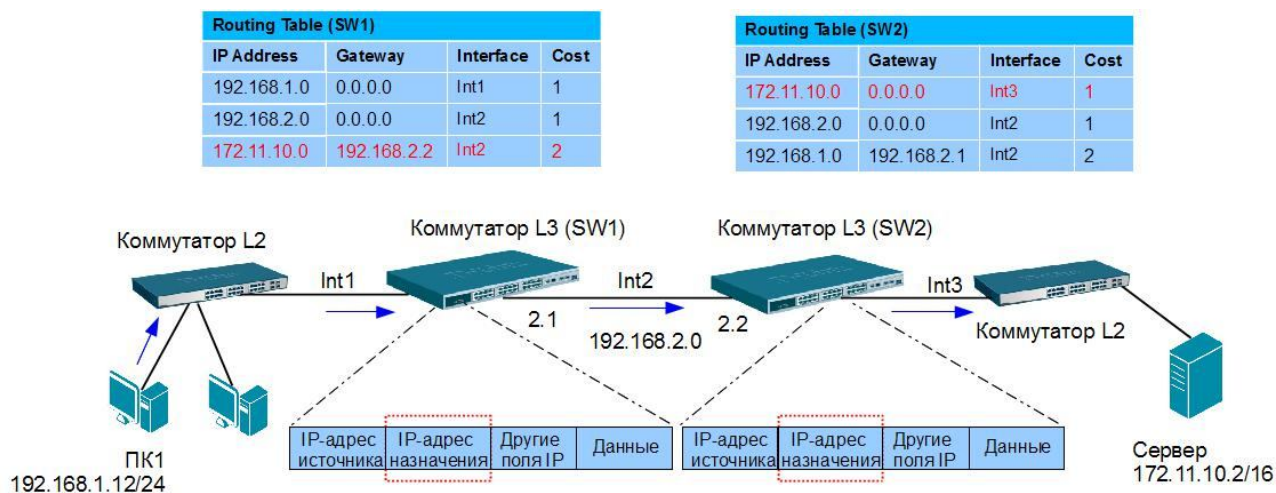 Routing Table (SW1)
IP Address Gateway Interface Cost
192.168.1.0 0.0.0.0 Int1 1
192.168.2.0 0.0.0.0 Int2 1
172.11.10.0 192.168.2.2 Int2 2
Routing Table (SW2)
IP Address Gateway Interface Cost
172.11.10.0 0.0.0.0 Int3 1
192.168.2.0 0.0.0.0 Int2 1
192.168.1.0 192.168.2.1 Int2 2
Коммутатор L2
Коммутатор L3 (SW1)
Коммутатор L3 (SW2)
Int1
Int2
Int3
2.1
192.168.2.0
2.2
Коммутатор L2
ПК1
192.168.1.12/24
IP-адрес
источника
IP-адрес
назначения
Другие
поля IP
Данные
IP-адрес
источника
IP-адрес
назначения
Другие
поля IP
Данные
Сервер
172.11.10.2/16